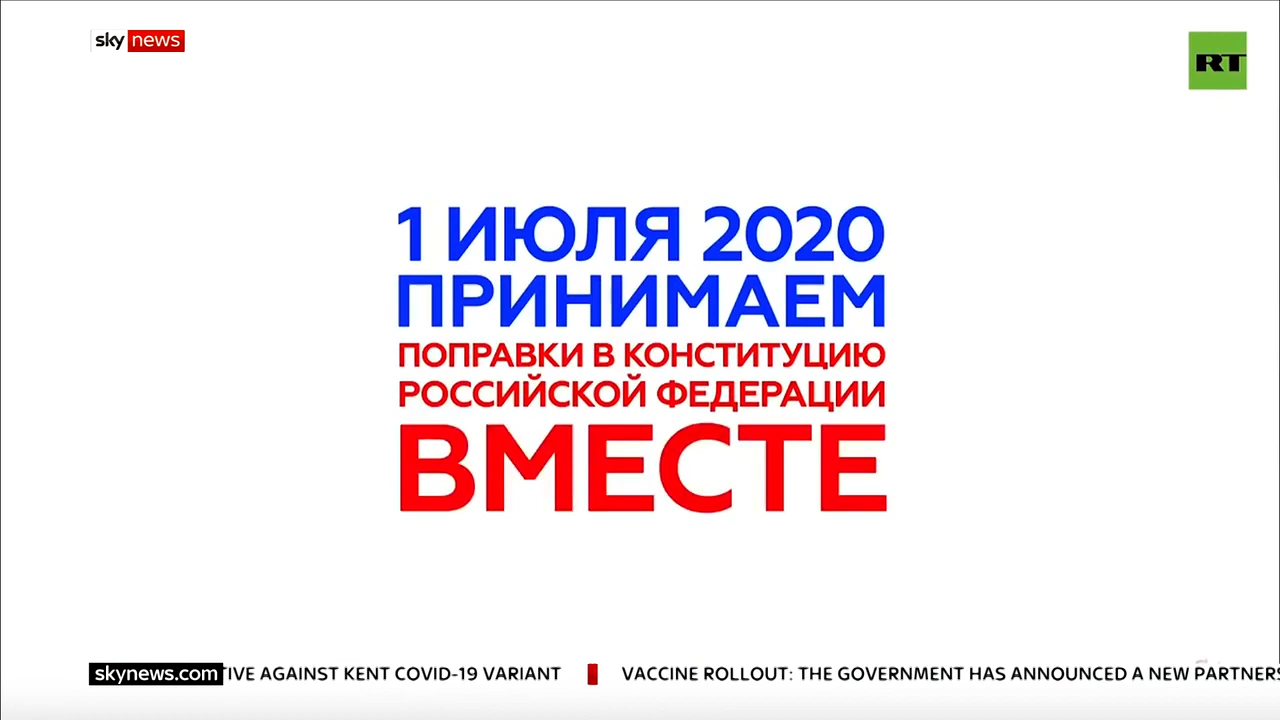 sky news
RT
1 ИЮЛЯ 2020
ПРИНИМАЕМ
ПОПРАВКИ В КОНСТИТУЦИЮ
РОССИЙСКОЙ ФЕДЕРАЦИИ
ВМЕСТЕ
skynews.com TIVE AGAINST KENT COVID-19 VARIANT VACCINE ROLLOUT: THE GOVERNMENT HAS ANNOUNCED A NEW PARTNERS